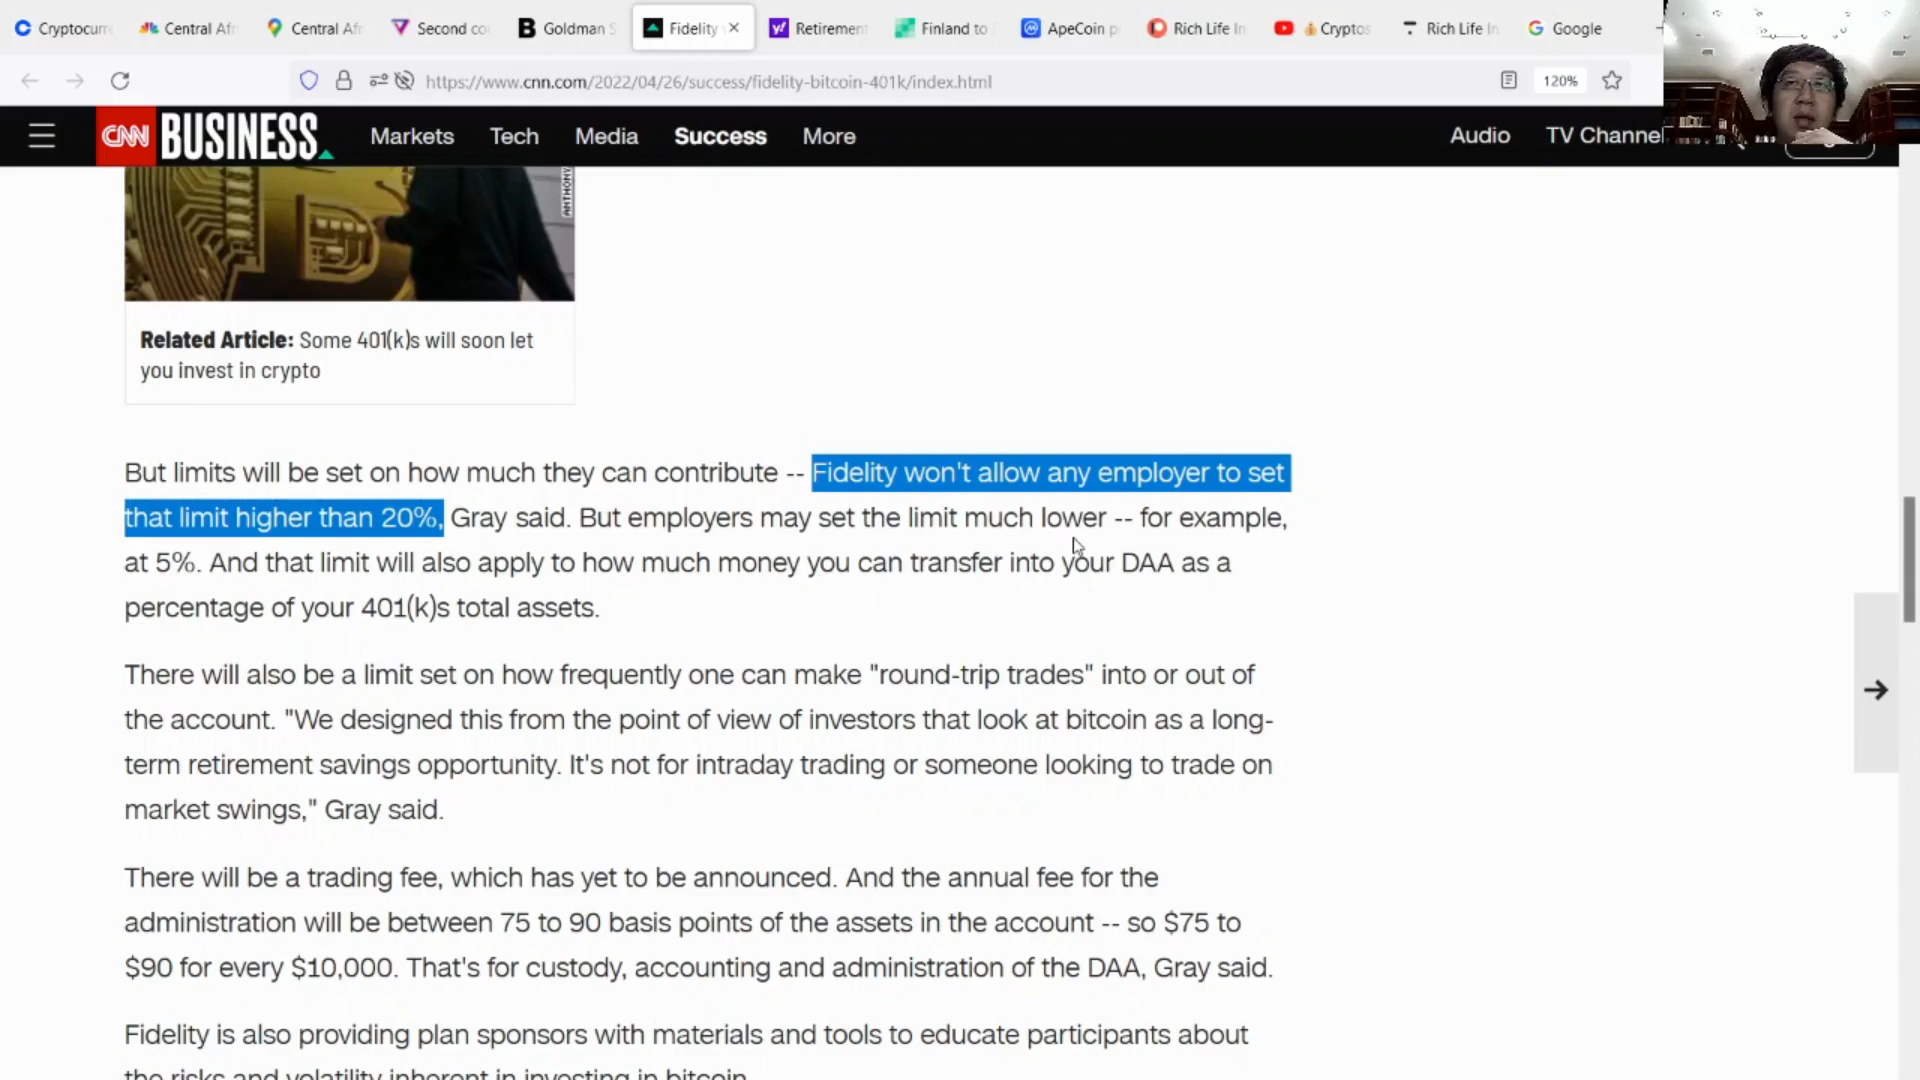 Cryptocurr
Central Afr
Central Afr
Second co
Goldman S
Fidelity
Retirement
Finland to
ApeCoin p
Rich Life In
Cryptos
Rich Life In
Google
https://www.cnn.com/2022/04/26/success/fidelity-bitcoin-401k/index.html
120%
CNN BUSINESS
Markets
Tech
Media
Success
More
Audio
TV Channel
ANTHONY
Related Article: Some 401(k)s will soon let
you invest in crypto
But limits will be set on how much they can contribute -- Fidelity won't allow any employer to set
that limit higher than 20%, Gray said. But employers may set the limit much lower -- for example,
at 5%. And that limit will also apply to how much money you can transfer into your DAA as a
percentage of your 401(k)s total assets.
There will also be a limit set on how frequently one can make "round-trip trades" into or out of
the account. "We designed this from the point of view of investors that look at bitcoin as a long-
term retirement savings opportunity. It's not for intraday trading or someone looking to trade on
market swings," Gray said.
There will be a trading fee, which has yet to be announced. And the annual fee for the
administration will be between 75 to 90 basis points of the assets in the account -- so $75 to
$90 for every $10,000. That's for custody, accounting and administration of the DAA, Gray said.
Fidelity is also providing plan sponsors with materials and tools to educate participants about
the risks and volatility inherent in investing in bitcoin.